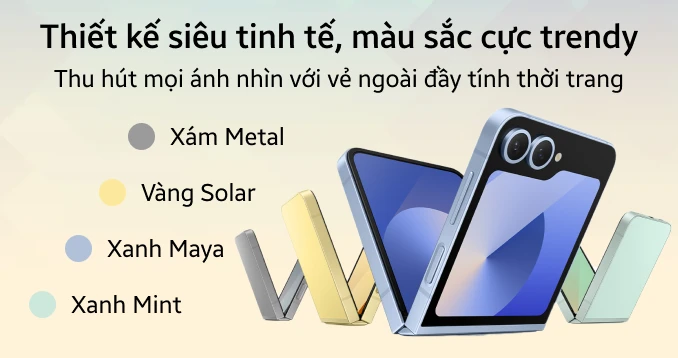 Thiết kế siêu tinh tế, màu sắc cực trendy
Thu hút mọi ánh nhìn với vẻ ngoài đầy tính thời trang
Xám Metal
Vàng Solar
Xanh Maya
Xanh Mint